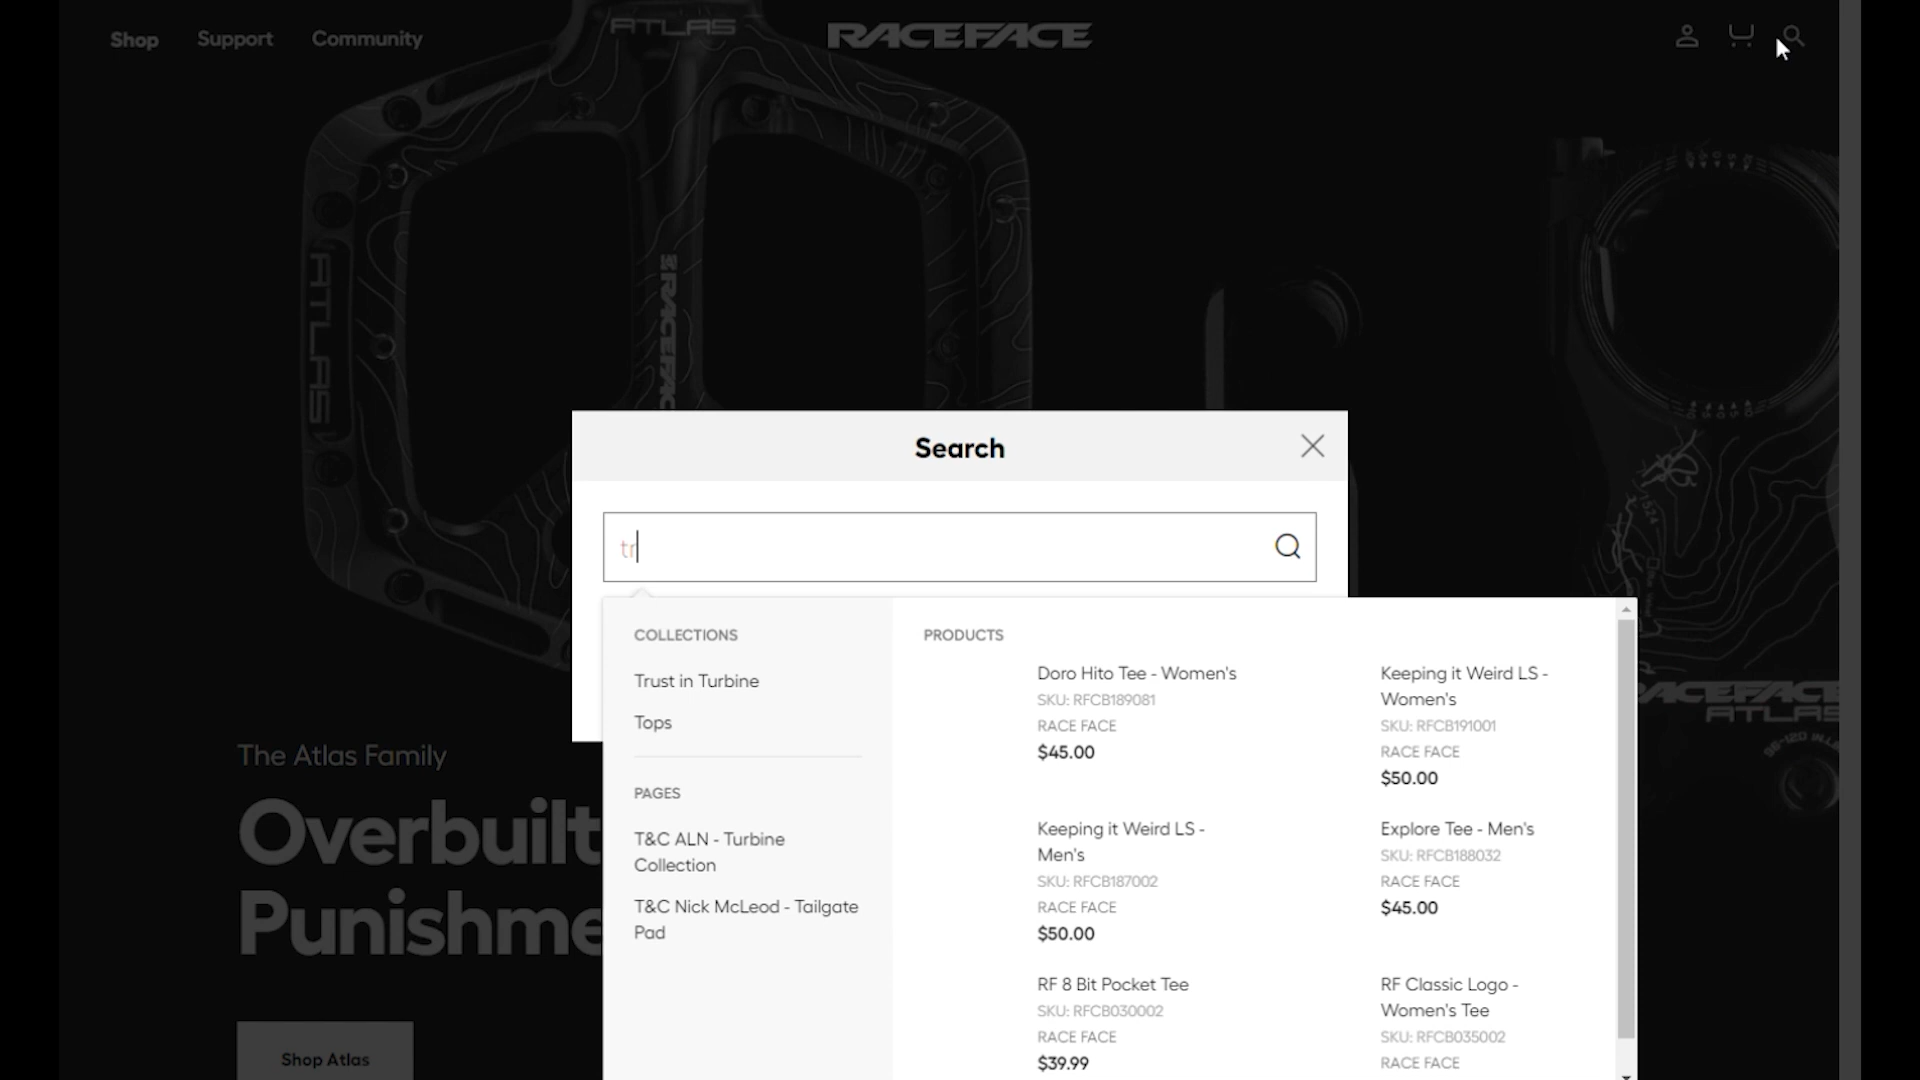 Shop
Support
Community
ATLAS
RACEFACE
ATLAS
RACEFAC
Search
tr
COLLECTIONS
Trust in Turbine
Tops
PAGES
T&C ALN - Turbine
Collection
T&C Nick McLeod - Tailgate
Pad
PRODUCTS
Doro Hito Tee - Women's
SKU: RFCB189081
RACE FACE
$45.00
Keeping it Weird LS -
Women's
SKU: RFCB191001
RACE FACE
$50.00
Keeping it Weird LS -
Men's
SKU: RFCB187002
RACE FACE
$50.00
Explore Tee - Men's
SKU: RFCB188032
RACE FACE
$45.00
RF 8 Bit Pocket Tee
SKU: RFCB030002
RACE FACE
$39.99
RF Classic Logo -
Women's Tee
SKU: RFCB035002
RACE FACE
RACEFACE
ATLAS
The Atlas Family
Overbuilt
Punishme
Shop Atlas